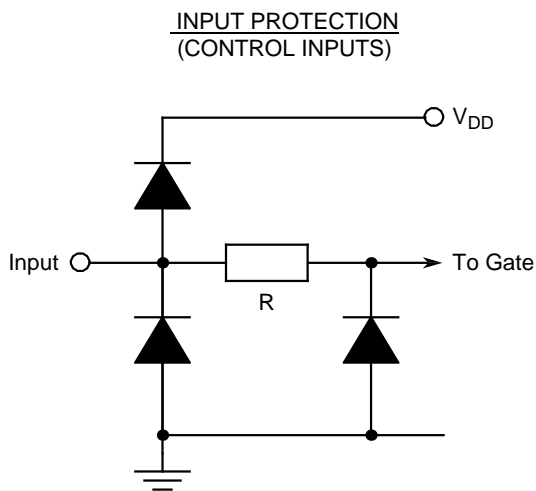 INPUT PROTECTION
(CONTROL INPUTS)
VDD
Input
To Gate
R